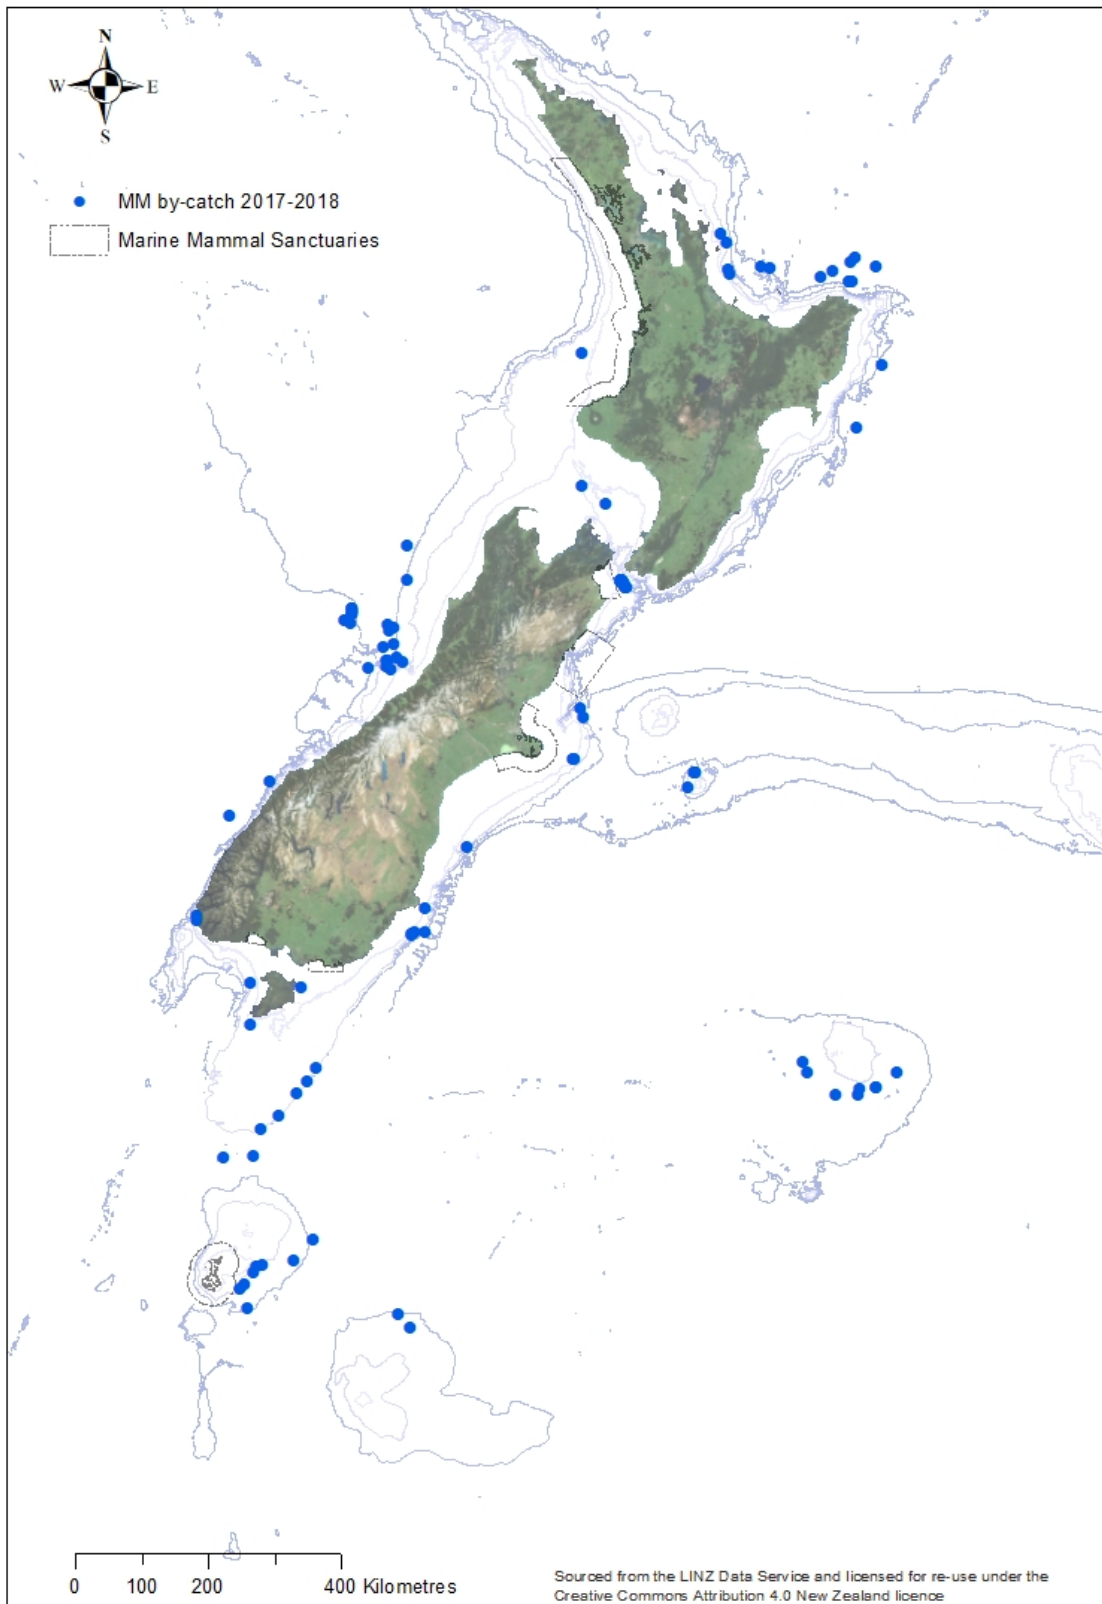 N
W E
S
MM by-catch 2017-2018
Marine Mammal Sanctuaries
0 100 200 400 Kilometres
Sourced from the LINZ Data Service and licensed for re-use under the
Creative Commons Attribution 4.0 New Zealand licence